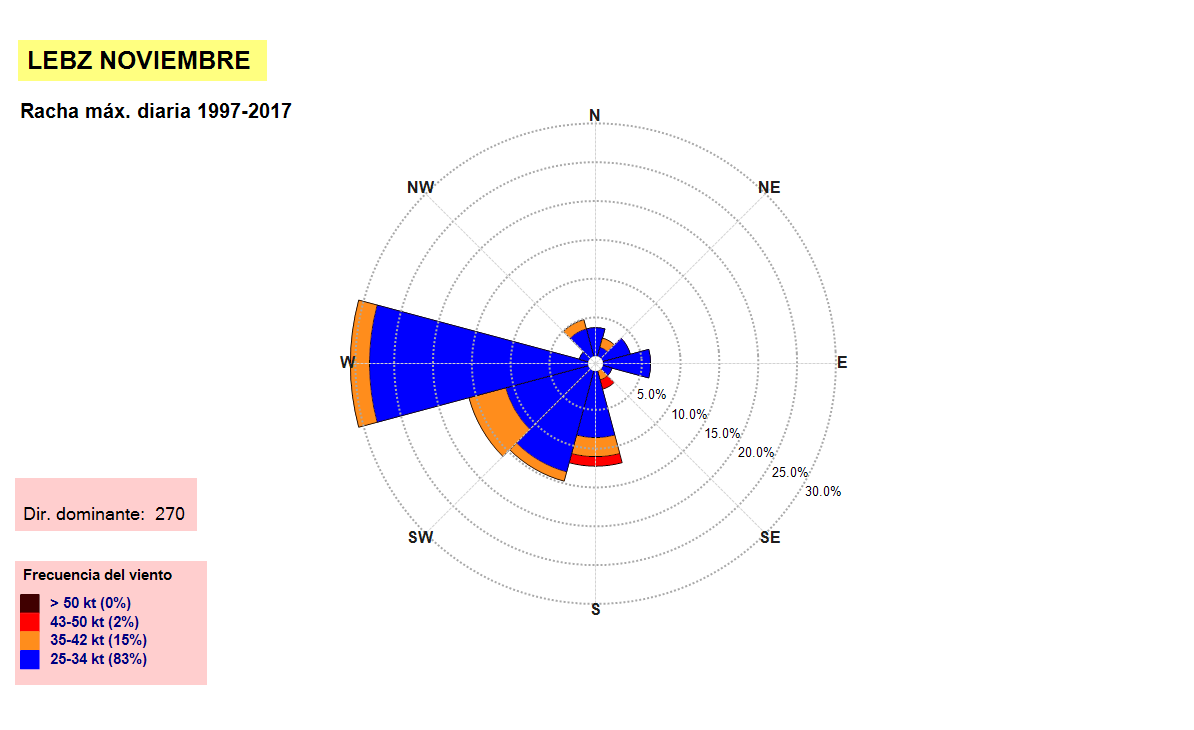 LEBZ NOVIEMBRE
Racha máx. diaria 1997-2017
N
NW
NE
W
E
5.0%
10.0%
15.0%
20.0%
25.0%
30.0%
SW
SE
S
Dir. dominante: 270
Frecuencia del viento
> 50 kt (0%)
43-50 kt (2%)
35-42 kt (15%)
25-34 kt (83%)